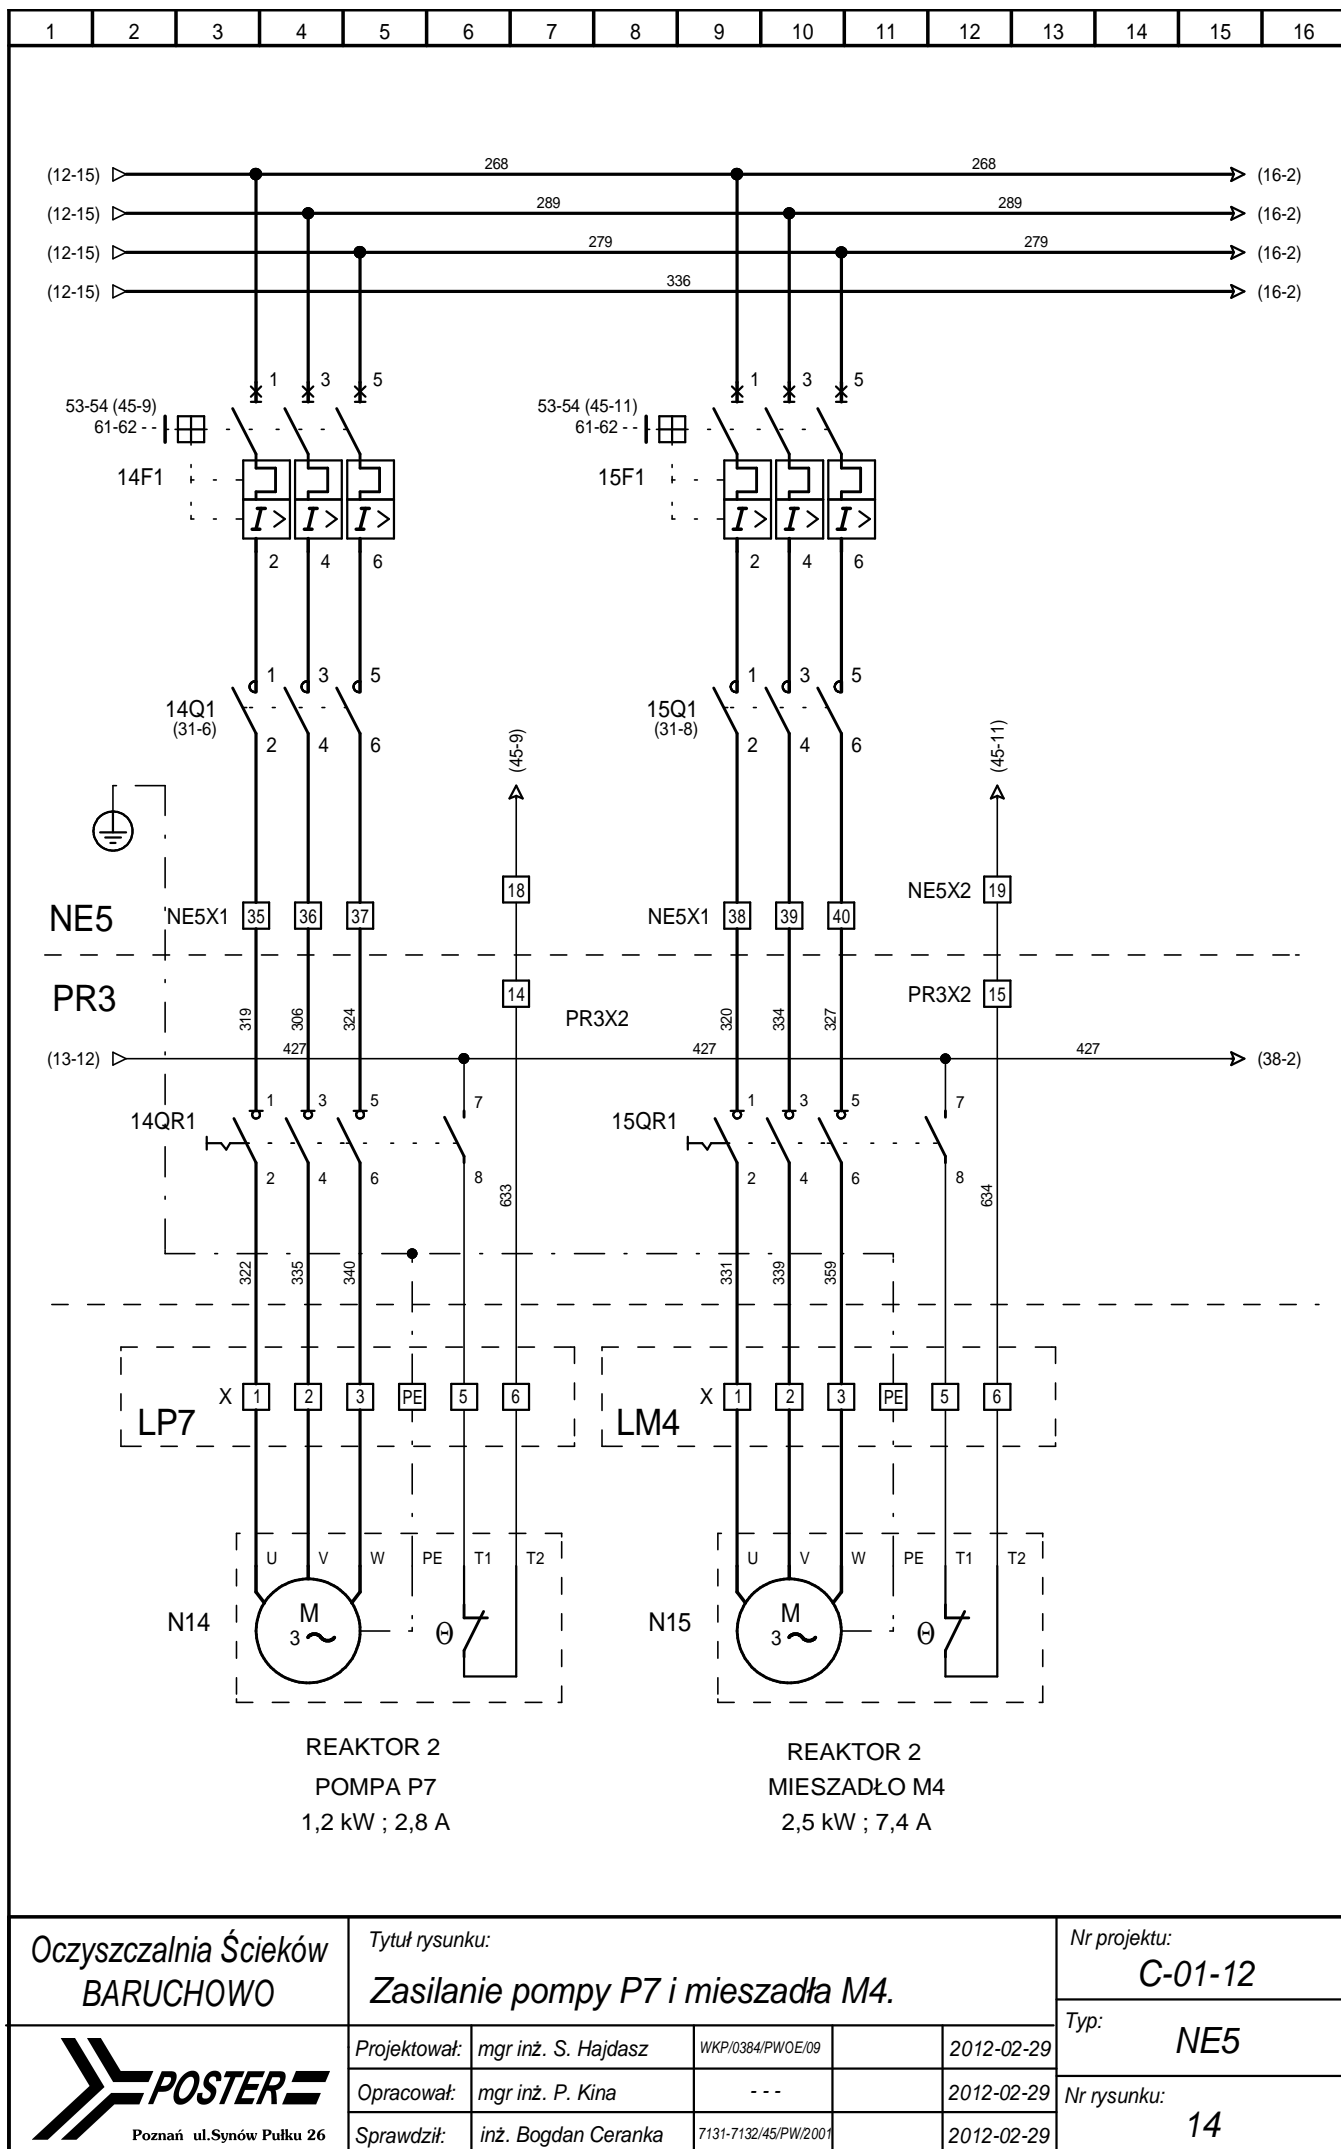 1 2 3 4 5 6 7 8 9 10 11 12 13 14 15 16
(12-15) 268 268 (16-2)
(12-15) 289 289 (16-2)
(12-15) 279 279 (16-2)
(12-15) 336 (16-2)
1 3 5 1 3 5
53-54 (45-9) 53-54 (45-11)
61-62 61-62
14F1 15F1
I > I > I > I > I > I >
2 4 6 2 4 6
1 3 5 1 3 5
14Q1 15Q1
(31-6) (31-8)
2 4 6 (45-9) 2 4 6 (45-11)
18 NE5X2 19
NE5 NE5X1 35 36 37 NE5X1 38 39 40
PR3 14 PR3X2 15
319 306 324 PR3X2 320 334 327
(13-12) 427 427 427 (38-2)
1 3 5 7 1 3 5 7
14QR1 15QR1
2 4 6 8 633 2 4 6 8 634
322 335 340 331 339 359
X 1 2 3 PE 5 6 X 1 2 3 PE 5 6
LP7 LM4
U V W PE T1 T2 U V W PE T1 T2
N14 M 3 Θ N15 M 3 Θ
REAKTOR 2
POMPA P7
1,2 kW ; 2,8 A
REAKTOR 2
MIESZADŁO M4
2,5 kW ; 7,4 A
Oczyszczalnia Ścieków
BARUCHOWO
Tytuł rysunku:
Zasilanie pompy P7 i mieszadła M4.
Nr projektu:
C-01-12
Typ:
NE5
Nr rysunku:
14
Projektował: mgr inż. S. Hajdasz WKP/0384/PWOE/09 2012-02-29
Opracował: mgr inż. P. Kina - - - 2012-02-29
Sprawdził: inż. Bogdan Ceranka 7131-7132/45/PW/2001 2012-02-29
POSTER
Poznań ul.Synów Pułku 26